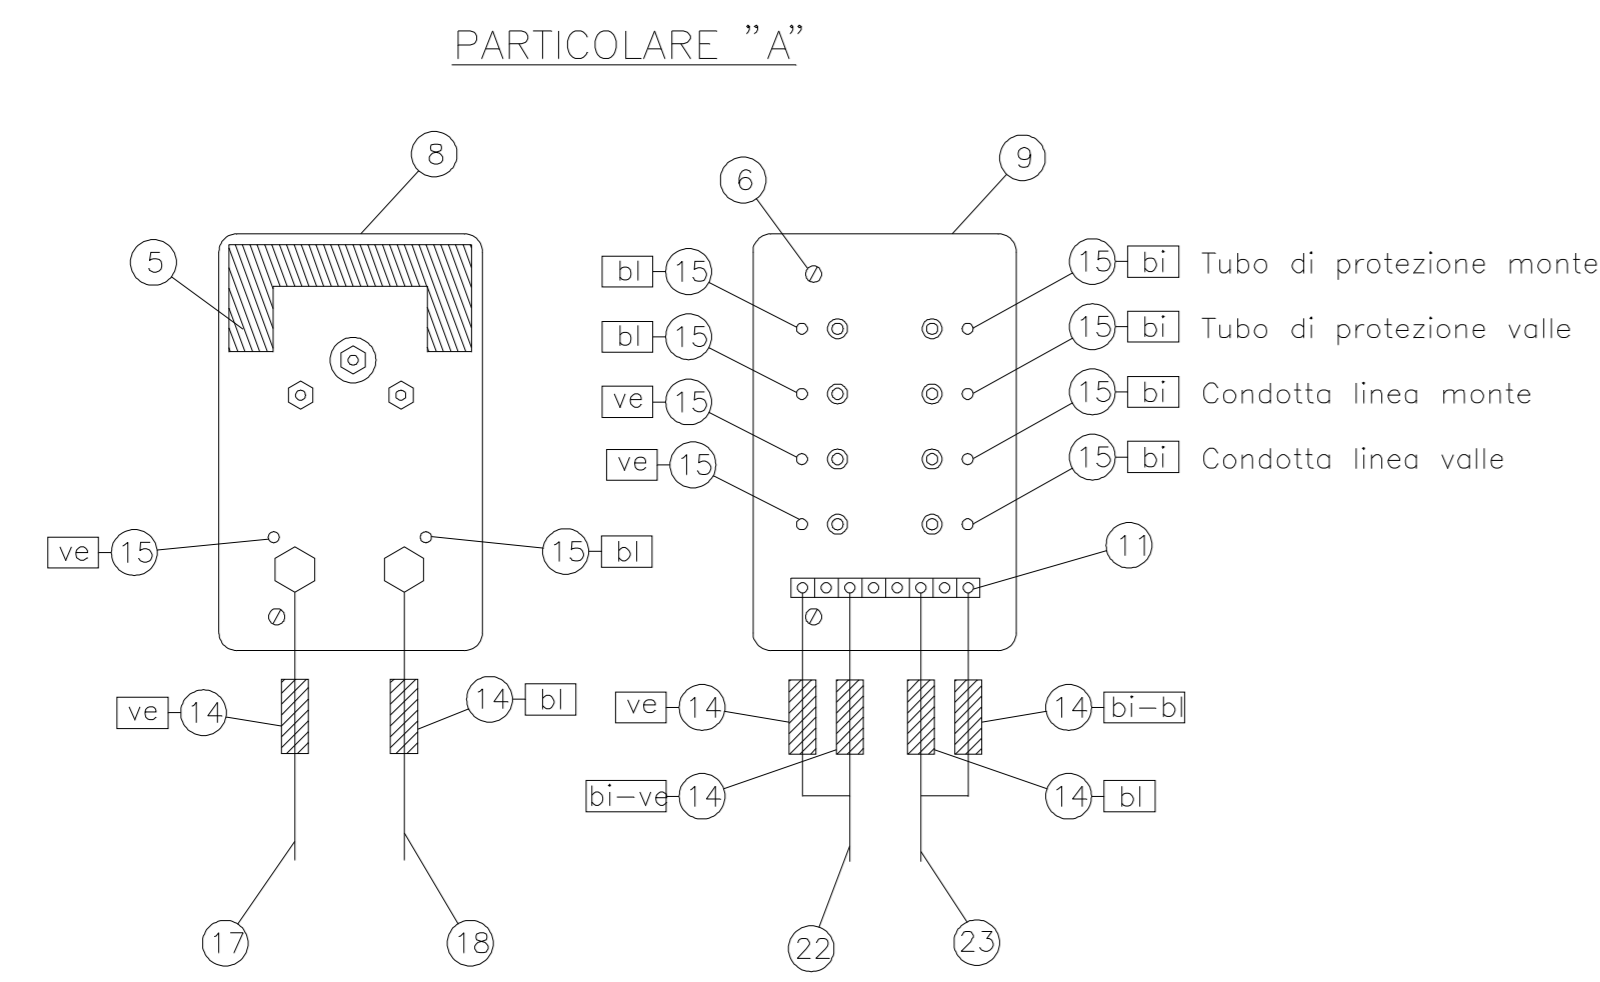 PARTICOLARE "A"
8
9
6
5
bl 15
15 bi Tubo di protezione monte
bl 15
15 bi Tubo di protezione valle
ve 15
15 bi Condotta linea monte
ve 15
15 bi Condotta linea valle
ve 15
15 bl
11
ve 14
14 bl
ve 14
14 bi-bl
bi-ve 14
14 bl
17
18
22
23